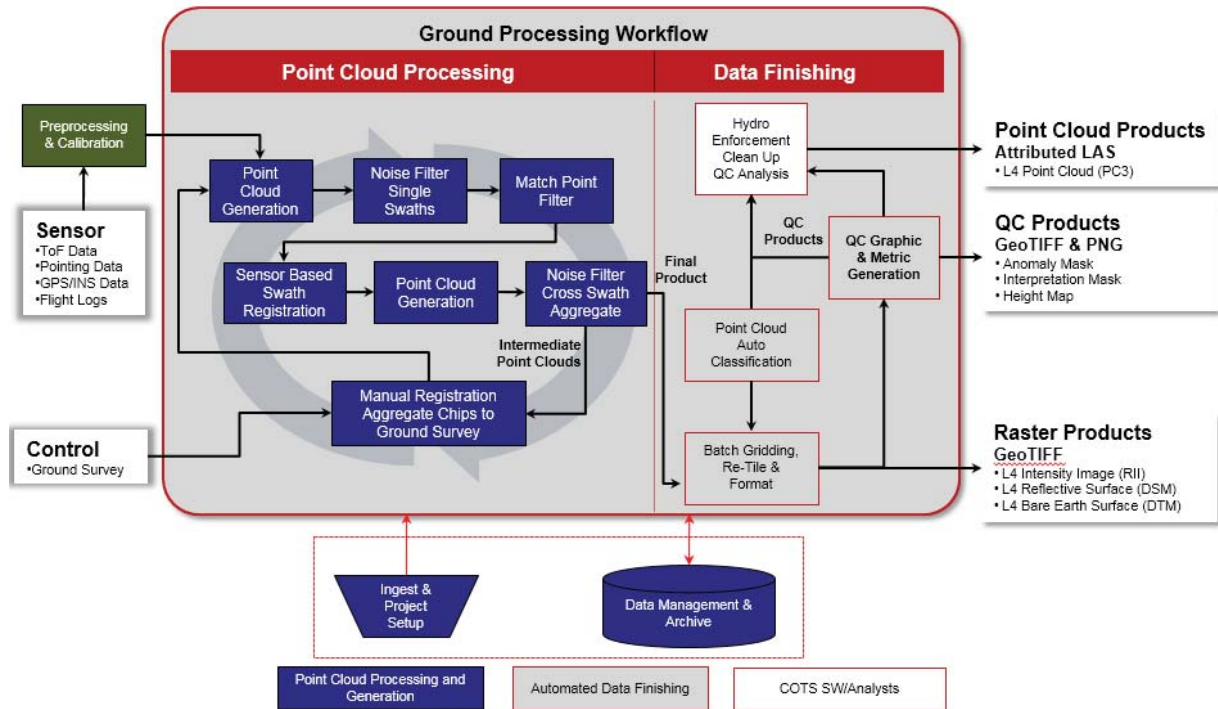 Ground Processing Workflow
Point Cloud Processing
Data Finishing
Preprocessing
& Calibration
Sensor
•ToF Data
•Pointing Data
•GPS/INS Data
•Flight Logs
Control
•Ground Survey
Point
Cloud
Generation
Noise Filter
Single
Swaths
Match Point
Filter
Sensor Based
Swath
Registration
Point Cloud
Generation
Noise Filter
Cross Swath
Aggregate
Intermediate
Point Clouds
Manual Registration
Aggregate Chips to
Ground Survey
Final
Product
Hydro
Enforcement
Clean Up
QC Analysis
QC
Products
QC Graphic
& Metric
Generation
Point Cloud
Auto
Classification
Batch Gridding,
Re-Tile &
Format
Point Cloud Products
Attributed LAS
• L4 Point Cloud (PC3)
QC Products
GeoTIFF & PNG
• Anomaly Mask
• Interpretation Mask
• Height Map
Raster Products
GeoTIFF
• L4 Intensity Image (RII)
• L4 Reflective Surface (DSM)
• L4 Bare Earth Surface (DTM)
Ingest &
Project
Setup
Data Management &
Archive
Point Cloud Processing and
Generation
Automated Data Finishing
COTS SW/Analysts